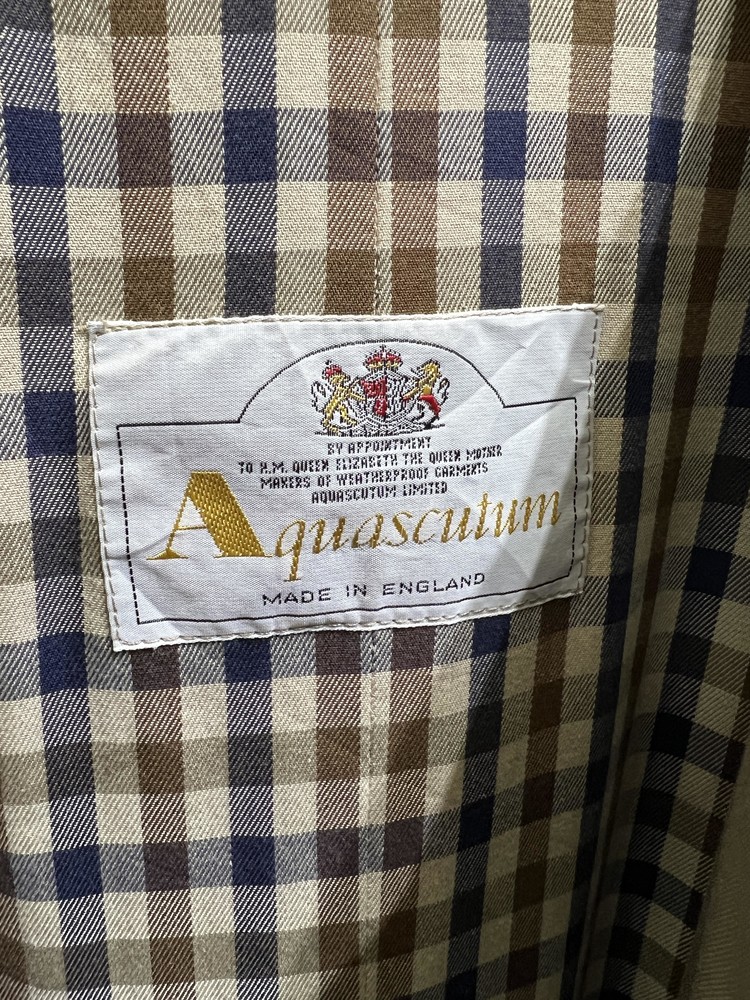 BY APPOINTMENT
TO H.M. QUEEN ELIZABETH THE QUEEN MOTHER
MAKERS OF WEATHERPROOF GARMENTS
AQUASCUTUM LIMITED
Aquascutum
MADE IN ENGLAND